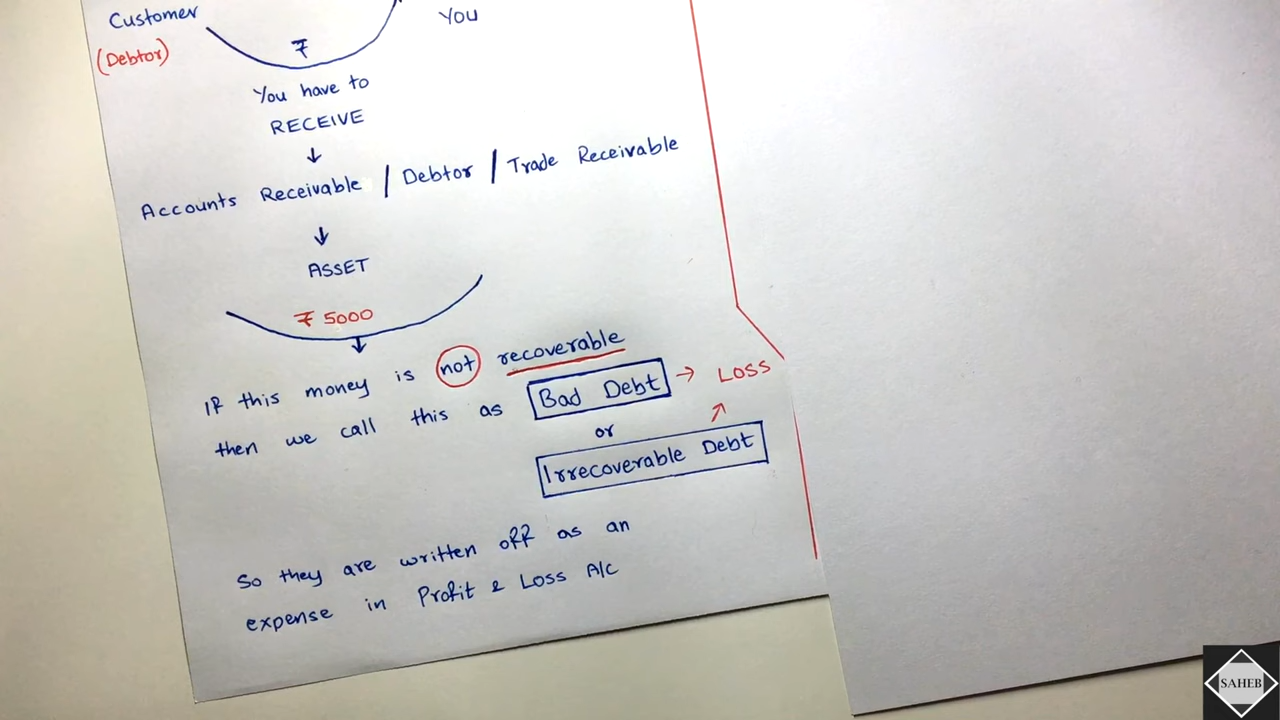 Customer
You
(Debtor)
₹
You have to
RECEIVE
Accounts Receivable / Debtor / Trade Receivable
ASSET
₹ 5000
If this money is not recoverable
then we call this as Bad Debt → LOSS
or
Irrecoverable Debt
So they are written off as an
expense in Profit & Loss A/c
SAHEB